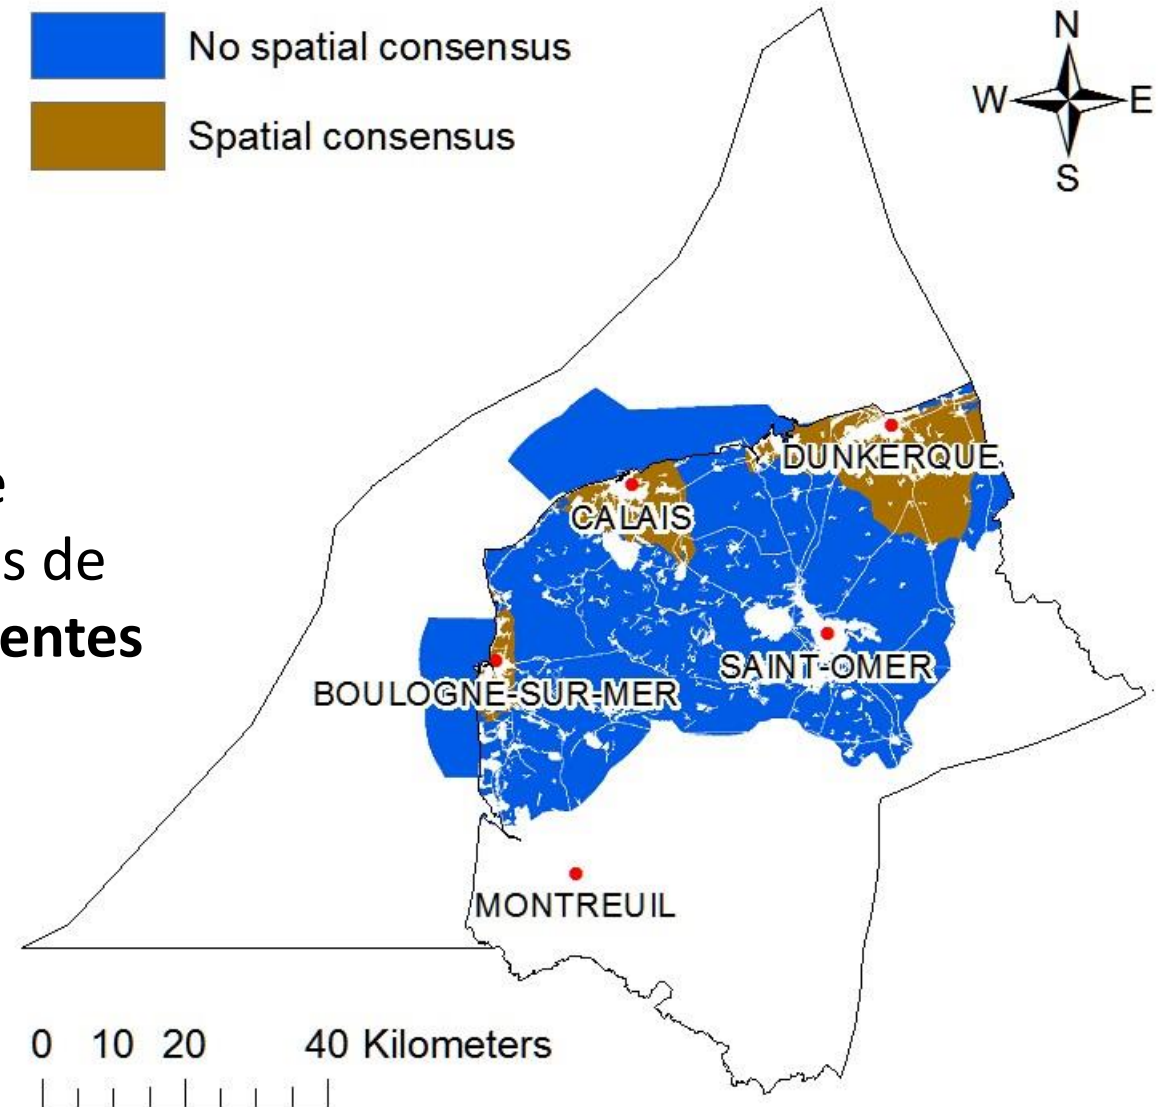 No spatial consensus
Spatial consensus
N
W E
S
e
s de
entes
DUNKERQUE
CALAIS
SAINT-OMER
BOULOGNE-SUR-MER
MONTREUIL
0 10 20 40 Kilometers